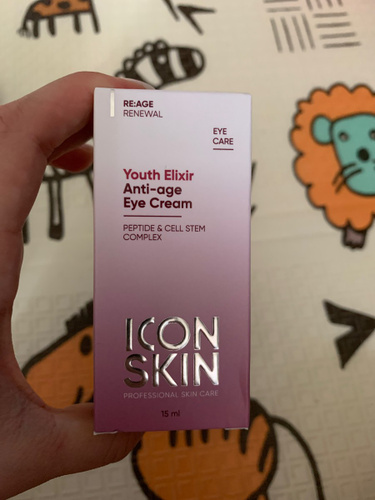 RE:AGE
RENEWAL
EYE
CARE
Youth Elixir
Anti-age
Eye Cream
PEPTIDE & CELL STEM
COMPLEX
ICON
SKIN
PROFESSIONAL SKIN CARE
15 ml